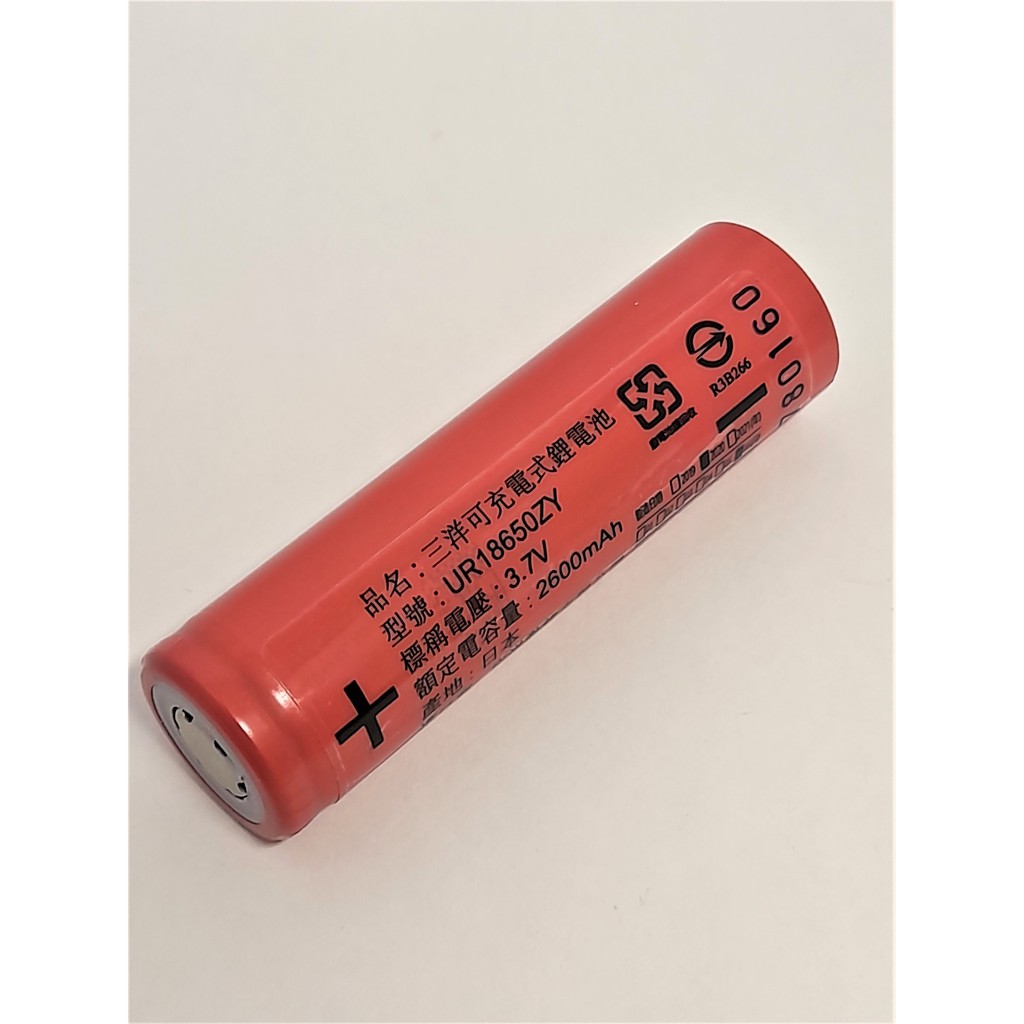 品名：三洋可充電式鋰電池
型號：UR18650ZY
標稱電壓：3.7V
額定電容量：2600mAh
產地：日本
+
R3B266